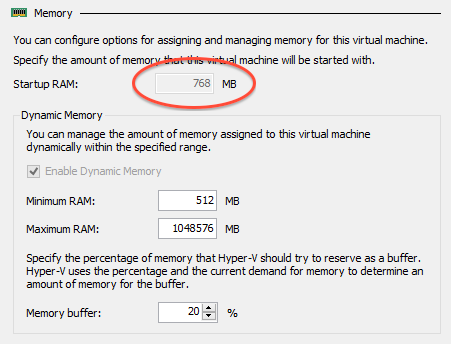 Memory
You can configure options for assigning and managing memory for this virtual machine.
Specify the amount of memory that this virtual machine will be started with.
Startup RAM: 768 MB
Dynamic Memory
You can manage the amount of memory assigned to this virtual machine
dynamically within the specified range.
Enable Dynamic Memory
Minimum RAM: 512 MB
Maximum RAM: 1048576 MB
Specify the percentage of memory that Hyper-V should try to reserve as a buffer.
Hyper-V uses the percentage and the current demand for memory to determine an
amount of memory for the buffer.
Memory buffer: 20 %